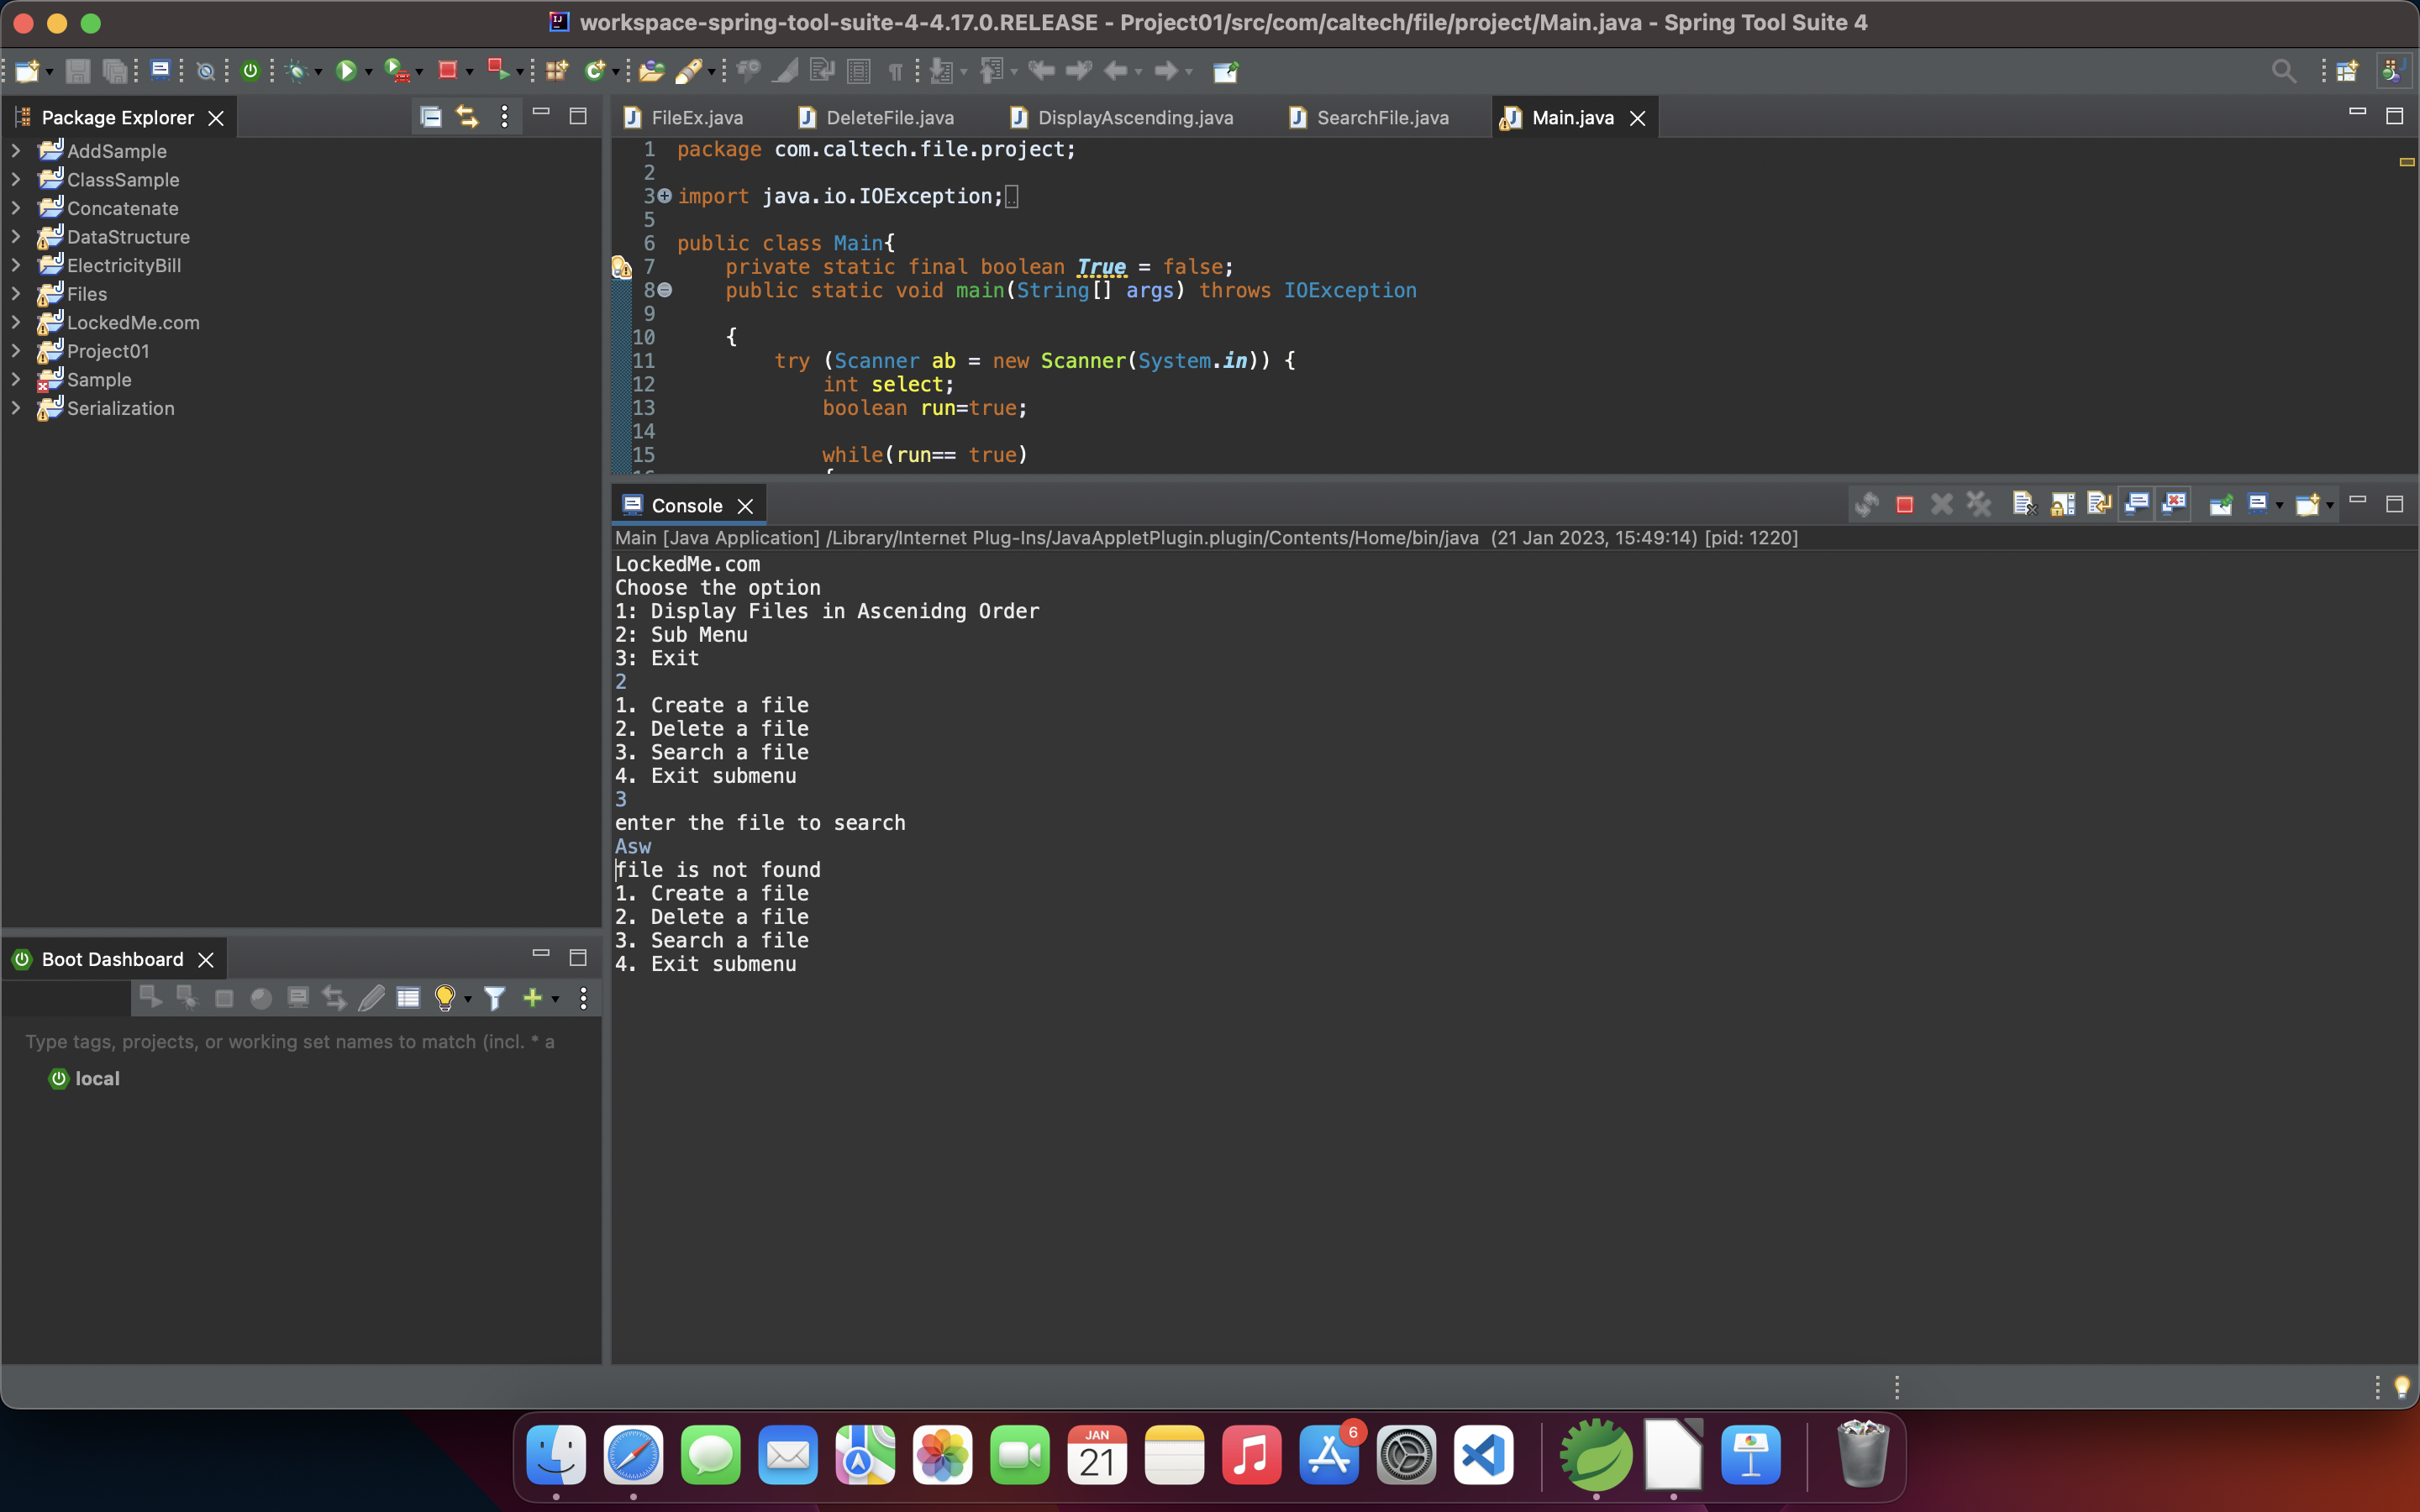 workspace-spring-tool-suite-4-4.17.0.RELEASE - Project01/src/com/caltech/file/project/Main.java - Spring Tool Suite 4
Package Explorer
AddSample
ClassSample
Concatenate
DataStructure
ElectricityBill
Files
LockedMe.com
Project01
Sample
Serialization
FileEx.java
DeleteFile.java
DisplayAscending.java
SearchFile.java
Main.java
1 package com.caltech.file.project;
2
3 import java.io.IOException;
5
6 public class Main{
7 private static final boolean True = false;
8 public static void main(String[] args) throws IOException
9
10 {
11 try (Scanner ab = new Scanner(System.in)) {
12 int select;
13 boolean run=true;
14
15 while(run== true)
Console
Main [Java Application] /Library/Internet Plug-Ins/JavaAppletPlugin.plugin/Contents/Home/bin/java (21 Jan 2023, 15:49:14) [pid: 1220]
LockedMe.com
Choose the option
1: Display Files in Ascenidng Order
2: Sub Menu
3: Exit
2
1. Create a file
2. Delete a file
3. Search a file
4. Exit submenu
3
enter the file to search
Asw
file is not found
1. Create a file
2. Delete a file
3. Search a file
4. Exit submenu
Boot Dashboard
Type tags, projects, or working set names to match (incl. * a
local
JAN
21
6